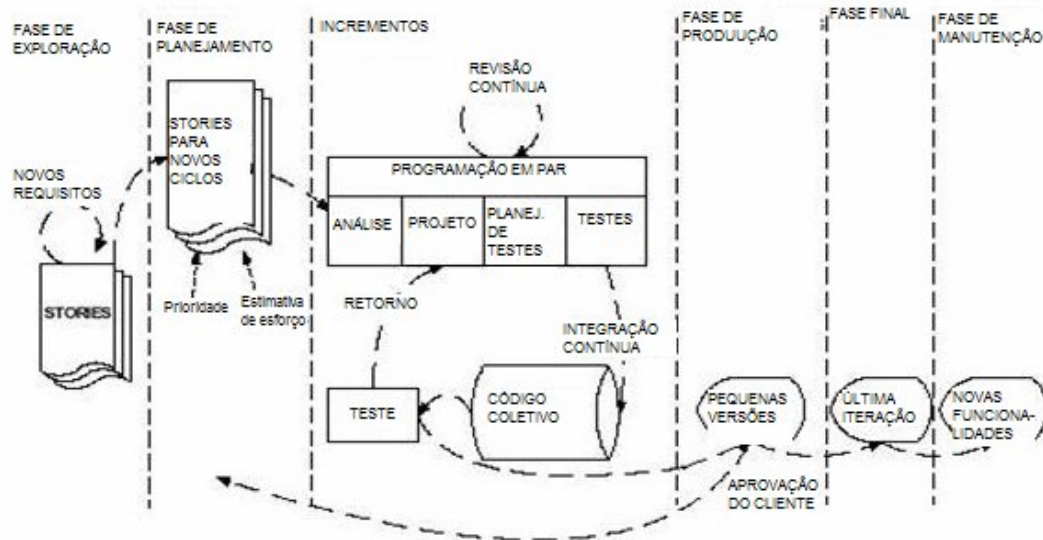 FASE DE
EXPLORAÇÃO
FASE DE
PLANEJAMENTO
INCREMENTOS
FASE DE
PRODUUÇÃO
FASE FINAL
FASE DE
MANUTENÇÃO
REVISÃO
CONTÍNUA
STORIES
PARA
NOVOS
CICLOS
NOVOS
REQUISITOS
PROGRAMAÇÃO EM PAR
ANÁLISE
PROJETO
PLANEJ.
DE
TESTES
TESTES
STORIES
Prioridade
Estimativa
de esforço
RETORNO
INTEGRAÇÃO
CONTÍNUA
TESTE
CÓDIGO
COLETIVO
PEQUENAS
VERSÕES
ÚLTIMA
ITERAÇÃO
NOVAS
FUNCIONA-
LIDADES
APROVAÇÃO
DO CLIENTE